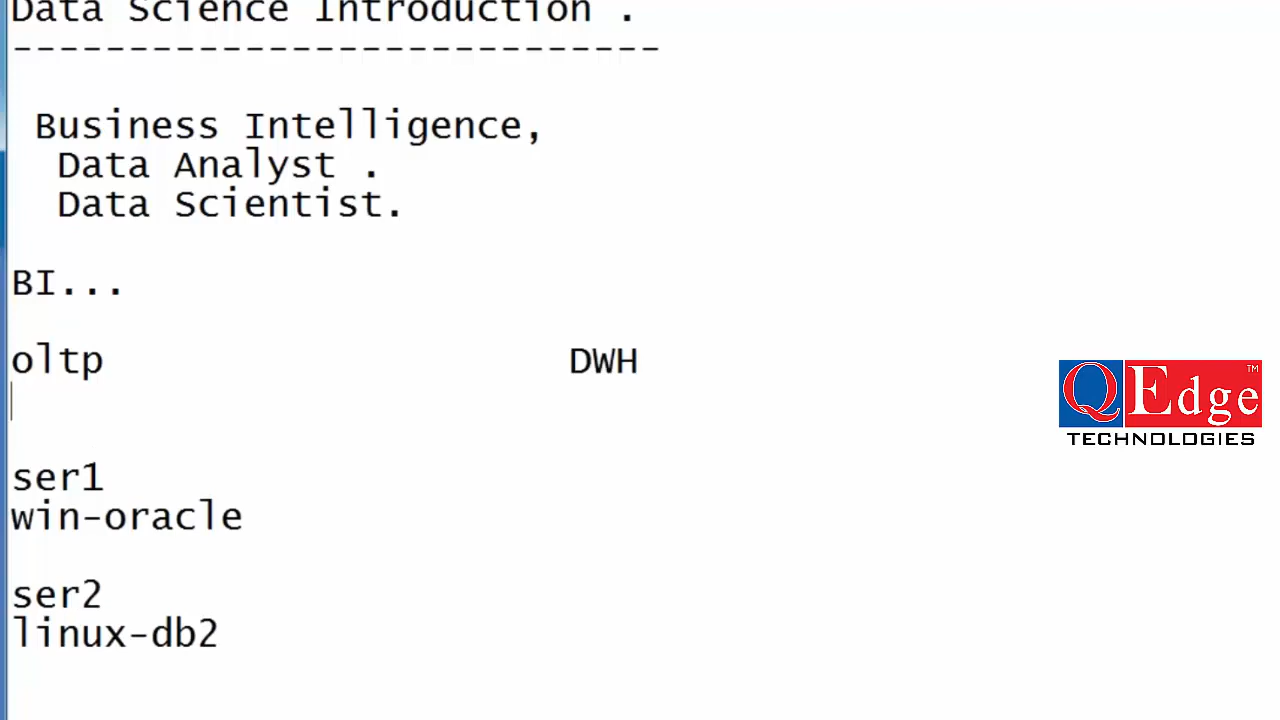 Data Science Introduction .
----------------------------
Business Intelligence,
Data Analyst .
Data Scientist.
BI...
oltp DWH
ser1
win-oracle
ser2
linux-db2
QEdge TM
TECHNOLOGIES